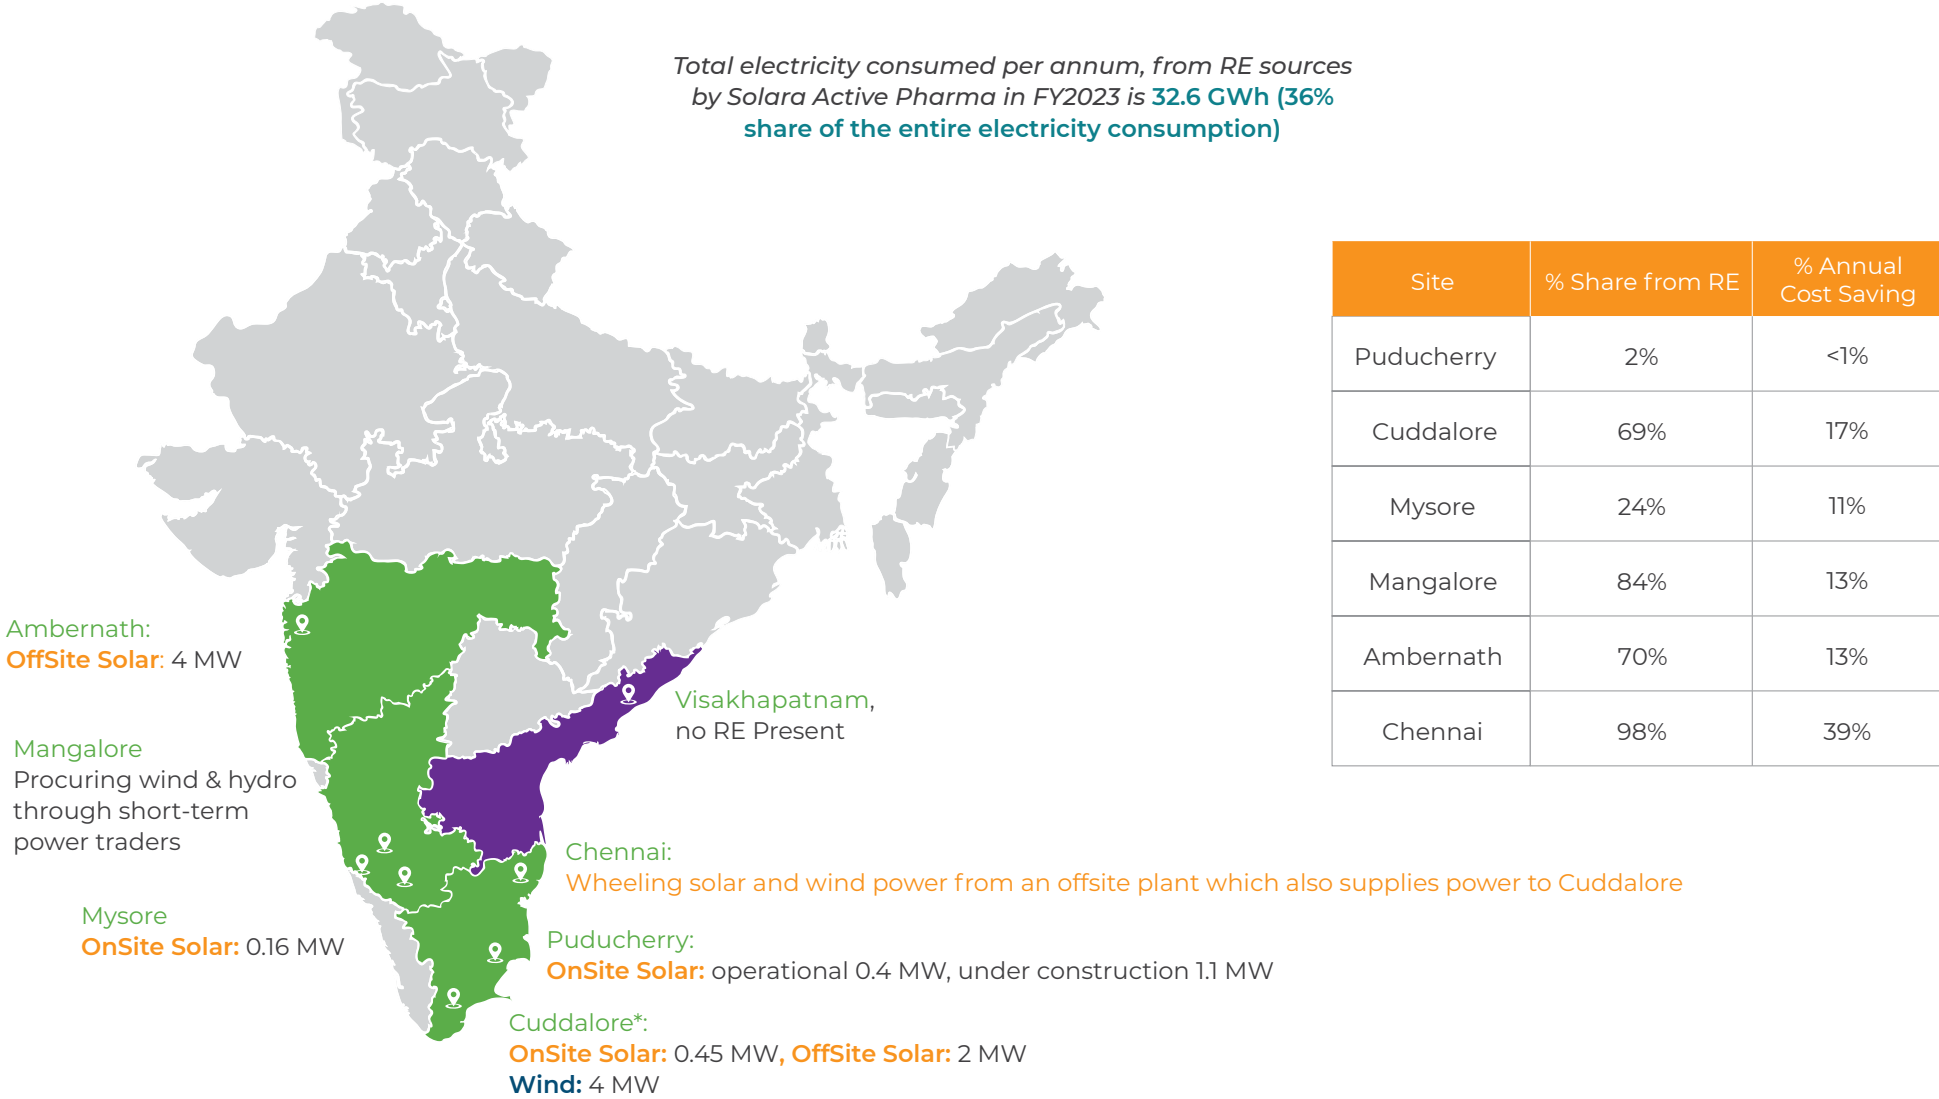 Total electricity consumed per annum, from RE sources
by Solara Active Pharma in FY2023 is 32.6 GWh (36%
share of the entire electricity consumption)
Site % Share from RE % Annual Cost Saving
Puducherry 2% <1%
Cuddalore 69% 17%
Mysore 24% 11%
Mangalore 84% 13%
Ambernath 70% 13%
Chennai 98% 39%
Ambernath:
OffSite Solar: 4 MW
Visakhapatnam,
no RE Present
Mangalore
Procuring wind & hydro
through short-term
power traders
Chennai:
Wheeling solar and wind power from an offsite plant which also supplies power to Cuddalore
Mysore
OnSite Solar: 0.16 MW
Puducherry:
OnSite Solar: operational 0.4 MW, under construction 1.1 MW
Cuddalore*:
OnSite Solar: 0.45 MW, OffSite Solar: 2 MW
Wind: 4 MW